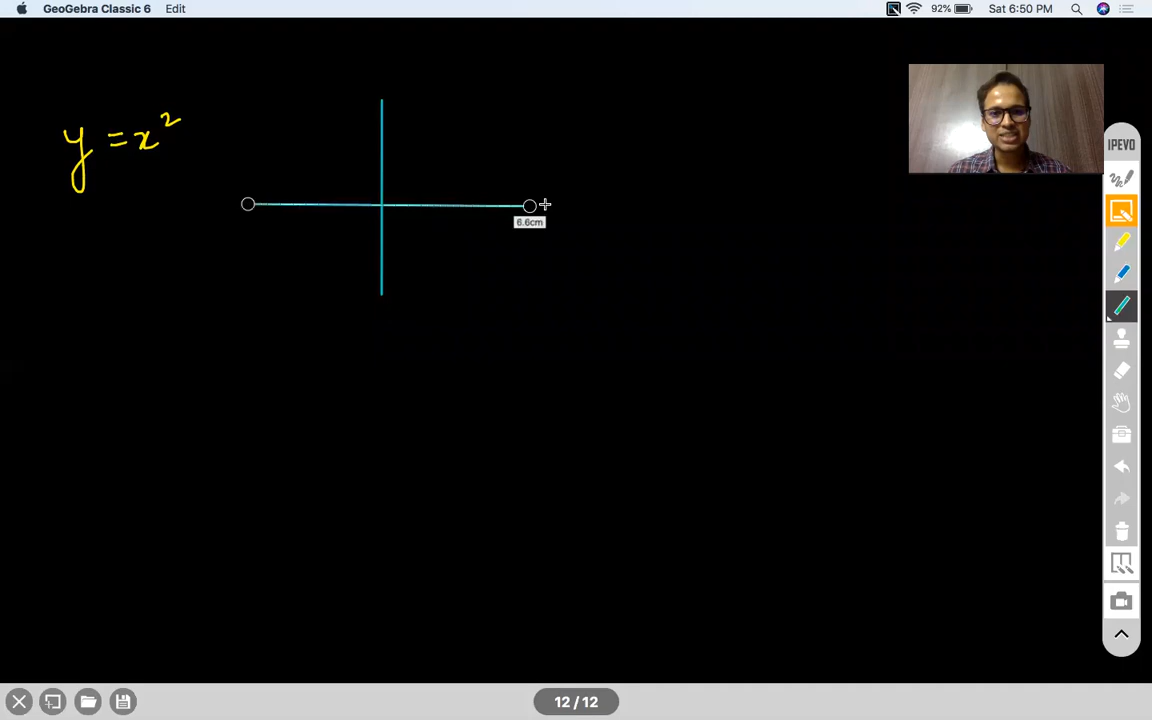 GeoGebra Classic 6 Edit 92% Sat 6:50 PM
y = x²
IPEVO
6.6cm
12 / 12